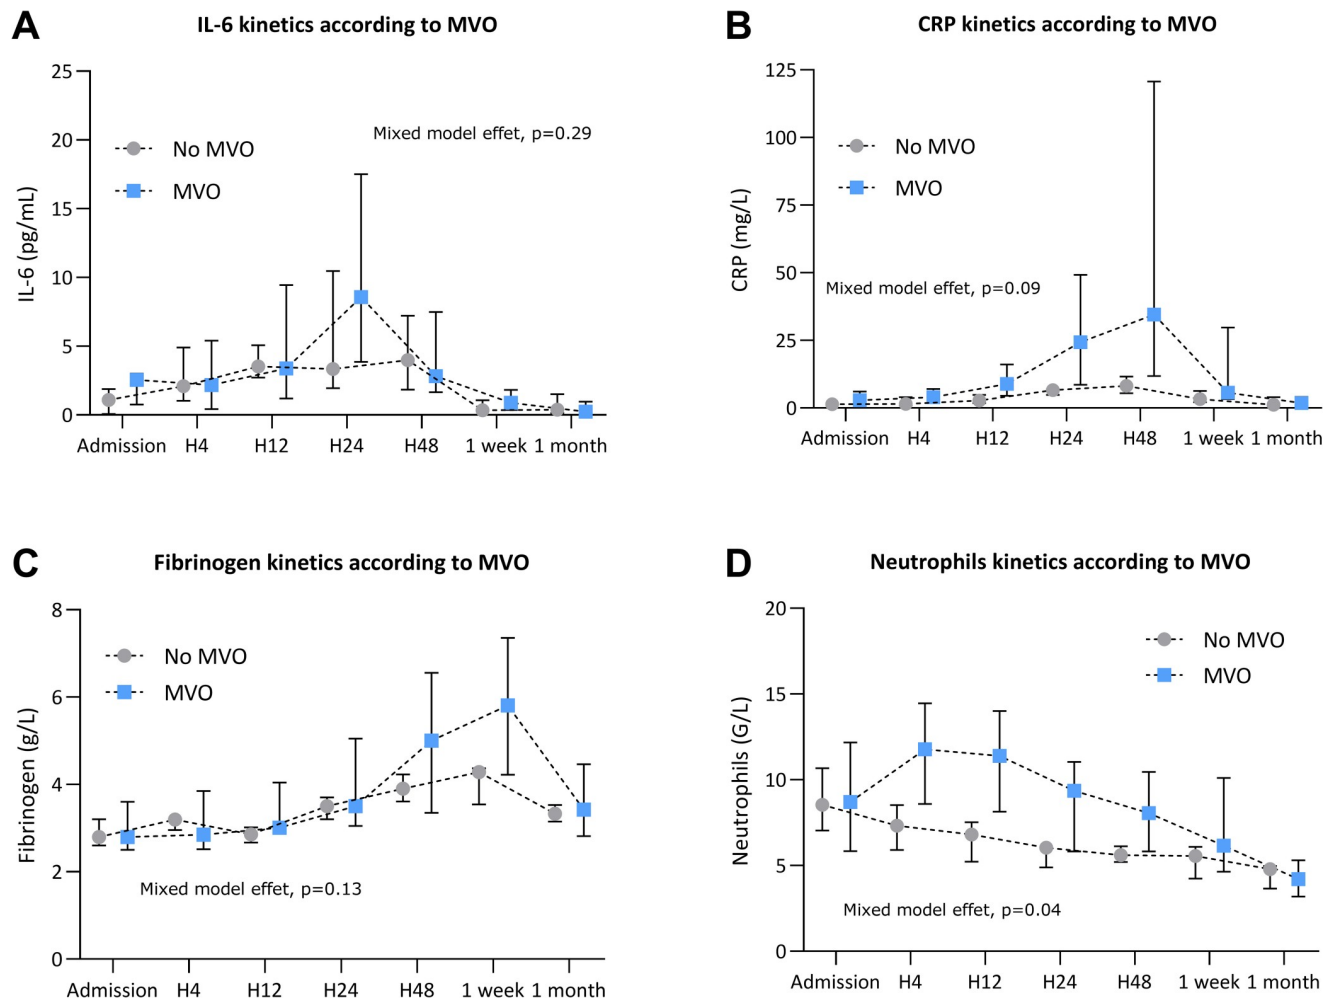 A
IL-6 kinetics according to MVO
25
20
15
10
5
0
IL-6 (pg/mL)
No MVO
MVO
Mixed model effet, p=0.29
Admission H4 H12 H24 H48 1 week 1 month
B
CRP kinetics according to MVO
125
100
75
50
25
0
CRP (mg/L)
No MVO
MVO
Mixed model effet, p=0.09
Admission H4 H12 H24 H48 1 week 1 month
C
Fibrinogen kinetics according to MVO
8
6
4
2
0
Fibrinogen (g/L)
No MVO
MVO
Mixed model effet, p=0.13
Admission H4 H12 H24 H48 1 week 1 month
D
Neutrophils kinetics according to MVO
20
15
10
5
0
Neutrophils (G/L)
No MVO
MVO
Mixed model effet, p=0.04
Admission H4 H12 H24 H48 1 week 1 month